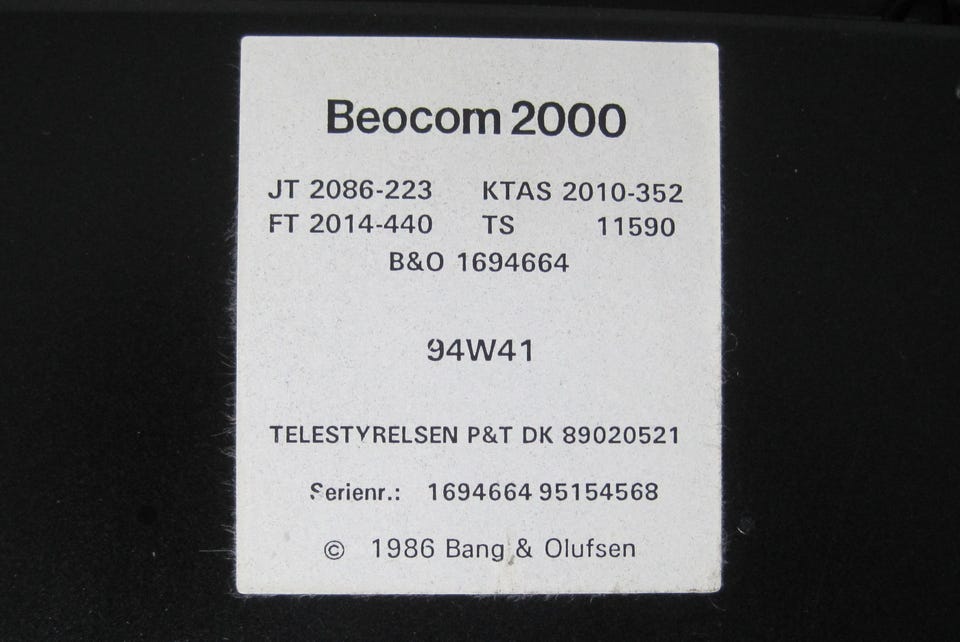 Beocom 2000
JT 2086-223 KTAS 2010-352
FT 2014-440 TS 11590
B&O 1694664
94W41
TELESTYRELSEN P&T DK 89020521
Serienr.: 1694664 95154568
© 1986 Bang & Olufsen